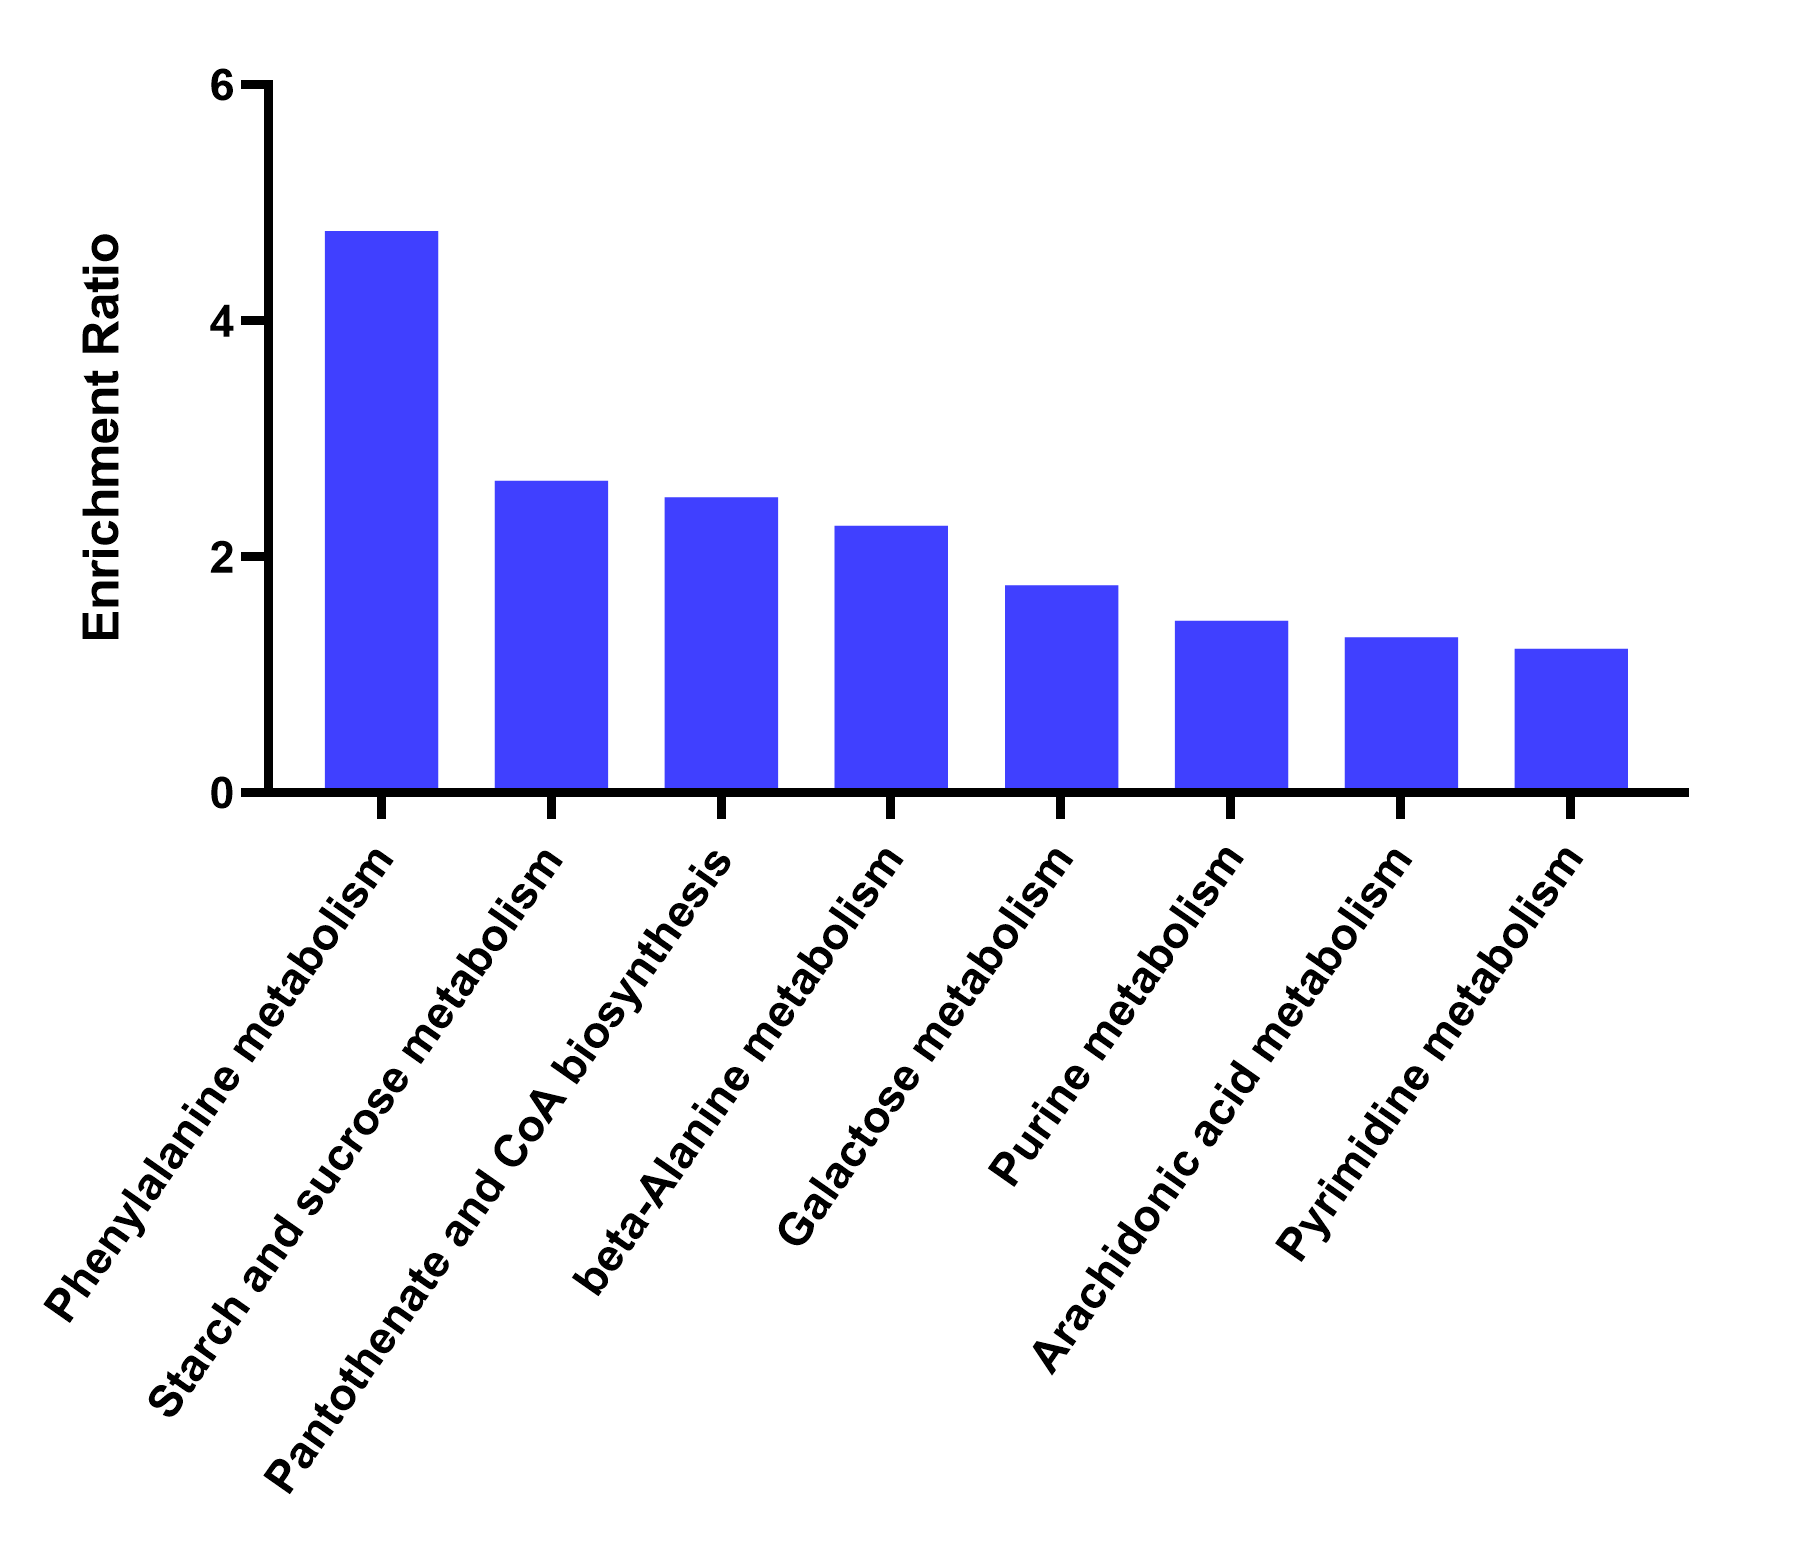 Enrichment Ratio
6
4
2
0
Phenylalanine metabolism
Starch and sucrose metabolism
Pantothenate and CoA biosynthesis
beta-Alanine metabolism
Galactose metabolism
Purine metabolism
Arachidonic acid metabolism
Pyrimidine metabolism